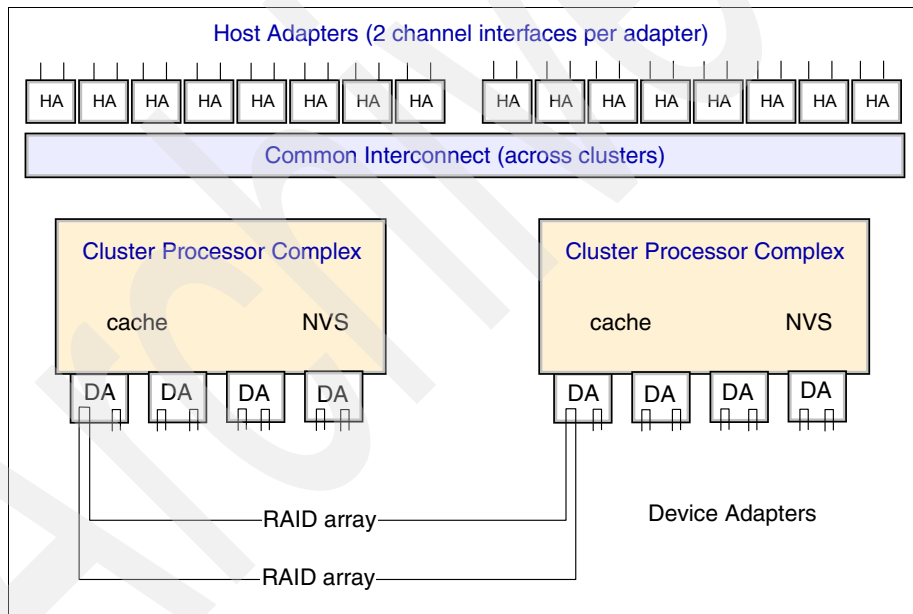 Host Adapters (2 channel interfaces per adapter)
HA HA HA HA HA HA HA HA HA HA HA HA HA HA HA HA
Common Interconnect (across clusters)
Cluster Processor Complex Cluster Processor Complex
cache NVS cache NVS
DA DA DA DA DA DA DA DA
RAID array Device Adapters
RAID array